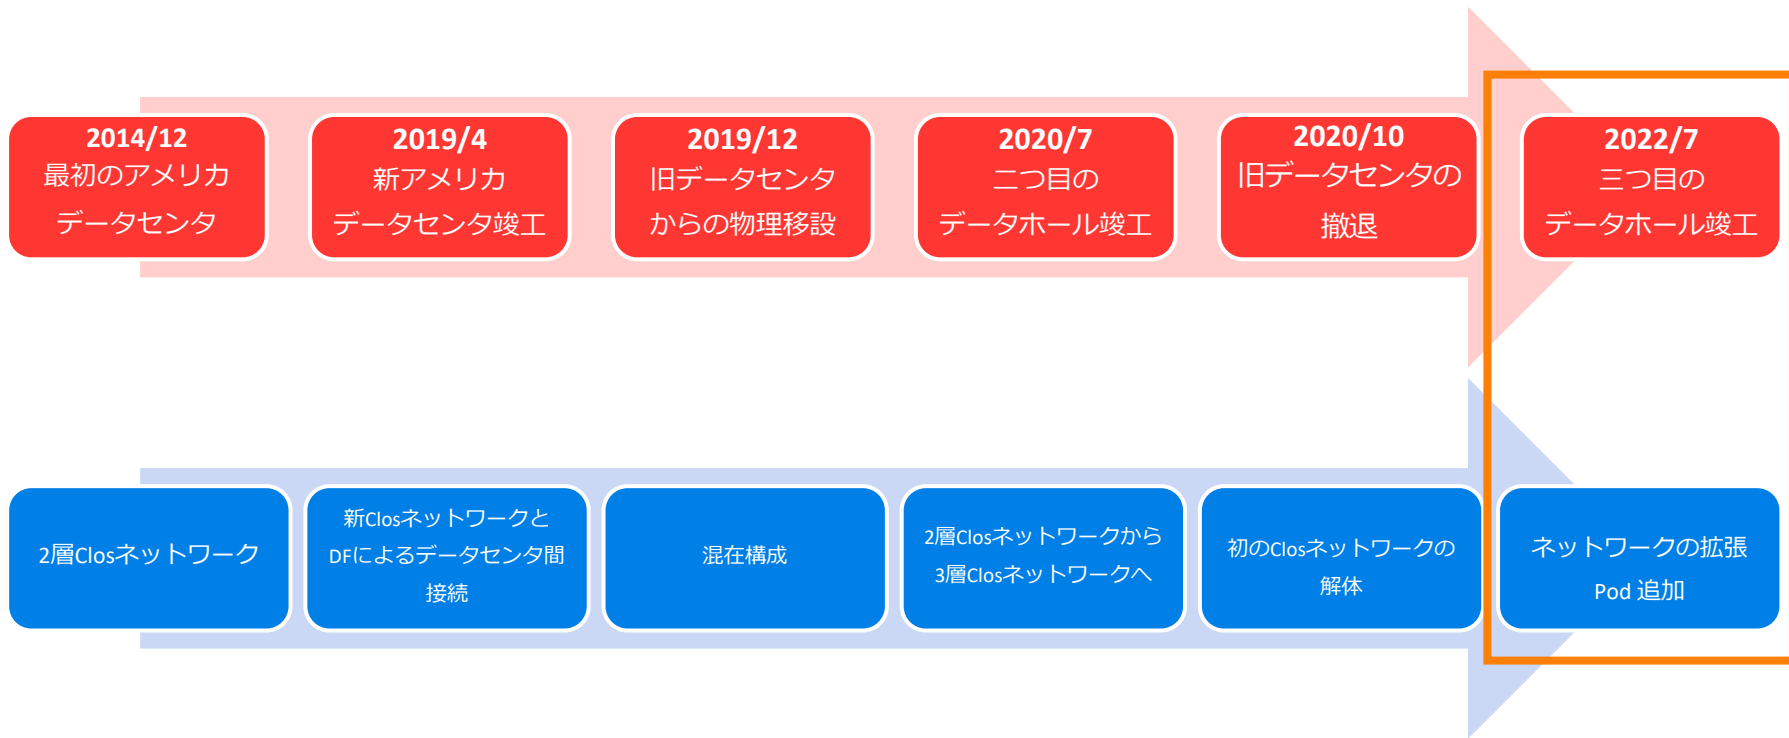 2014/12
最初のアメリカ
データセンタ
2019/4
新アメリカ
データセンタ竣工
2019/12
旧データセンタ
からの物理移設
2020/7
二つ目の
データホール竣工
2020/10
旧データセンタの
撤退
2022/7
三つ目の
データホール竣工
2層Closネットワーク
新Closネットワークと
DFによるデータセンタ間
接続
混在構成
2層Closネットワークから
3層Closネットワークへ
初のClosネットワークの
解体
ネットワークの拡張
Pod 追加